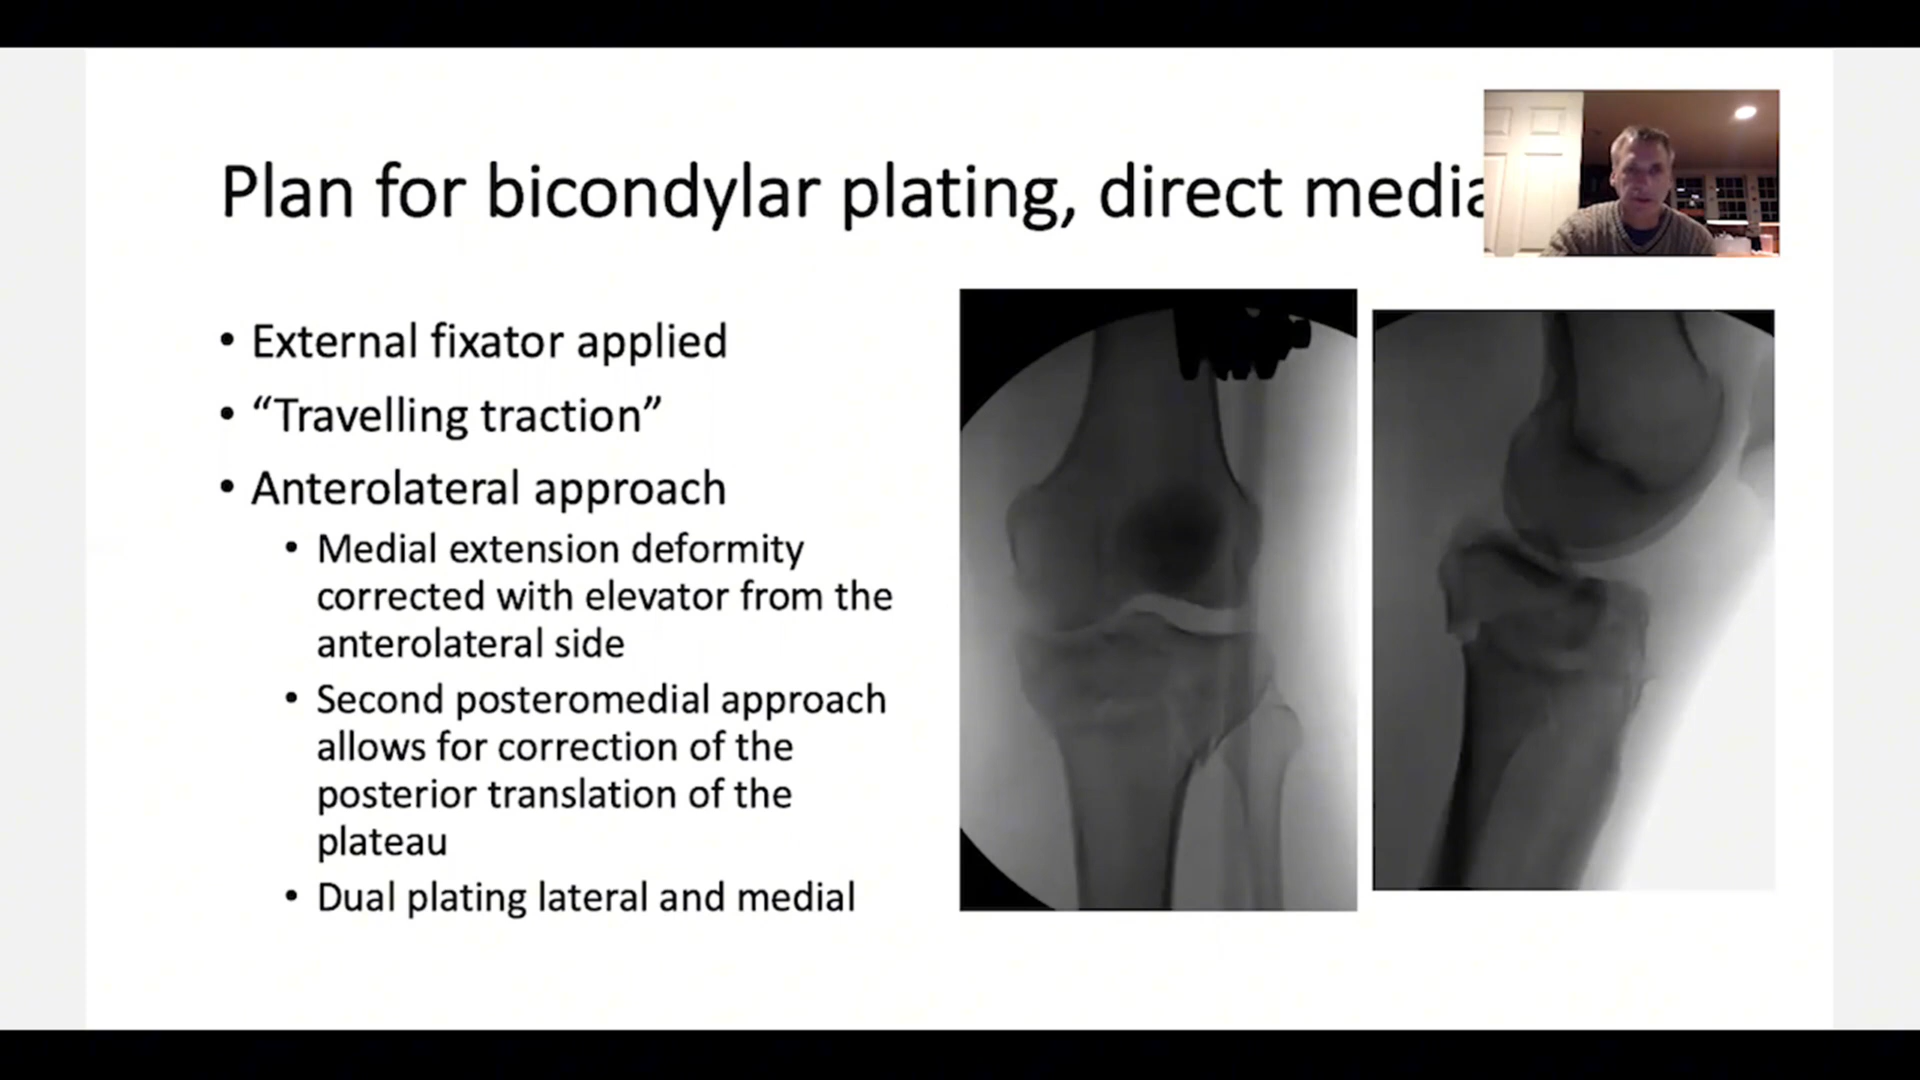 Plan for bicondylar plating, direct media
• External fixator applied
• “Travelling traction”
• Anterolateral approach
• Medial extension deformity
corrected with elevator from the
anterolateral side
• Second posteromedial approach
allows for correction of the
posterior translation of the
plateau
• Dual plating lateral and medial